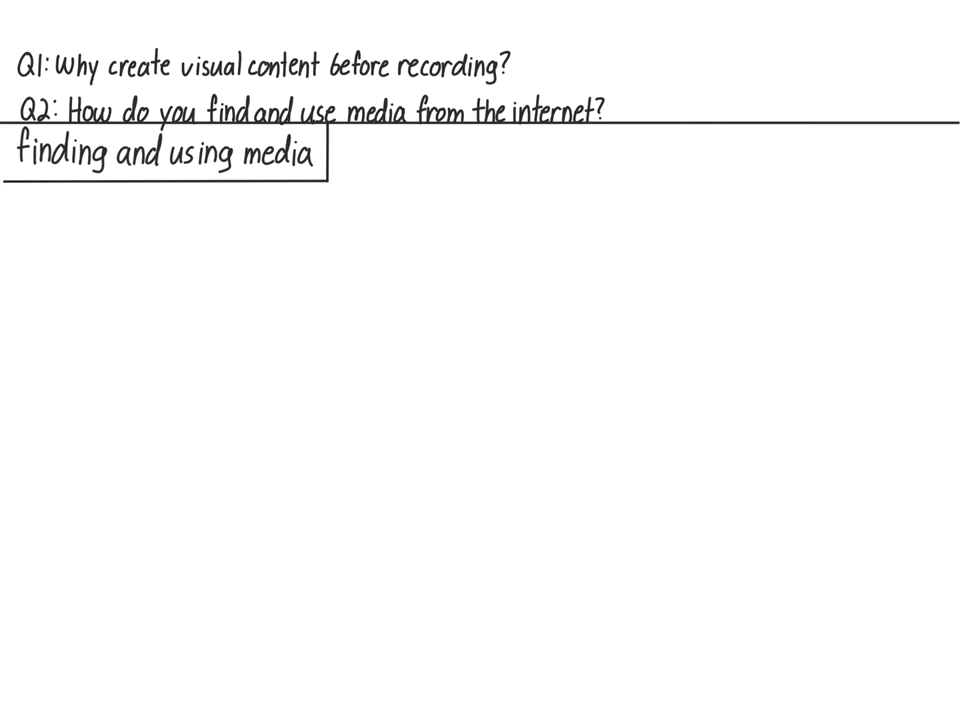 Q1: Why create visual content before recording?
Q2: How do you find and use media from the internet?
finding and using media